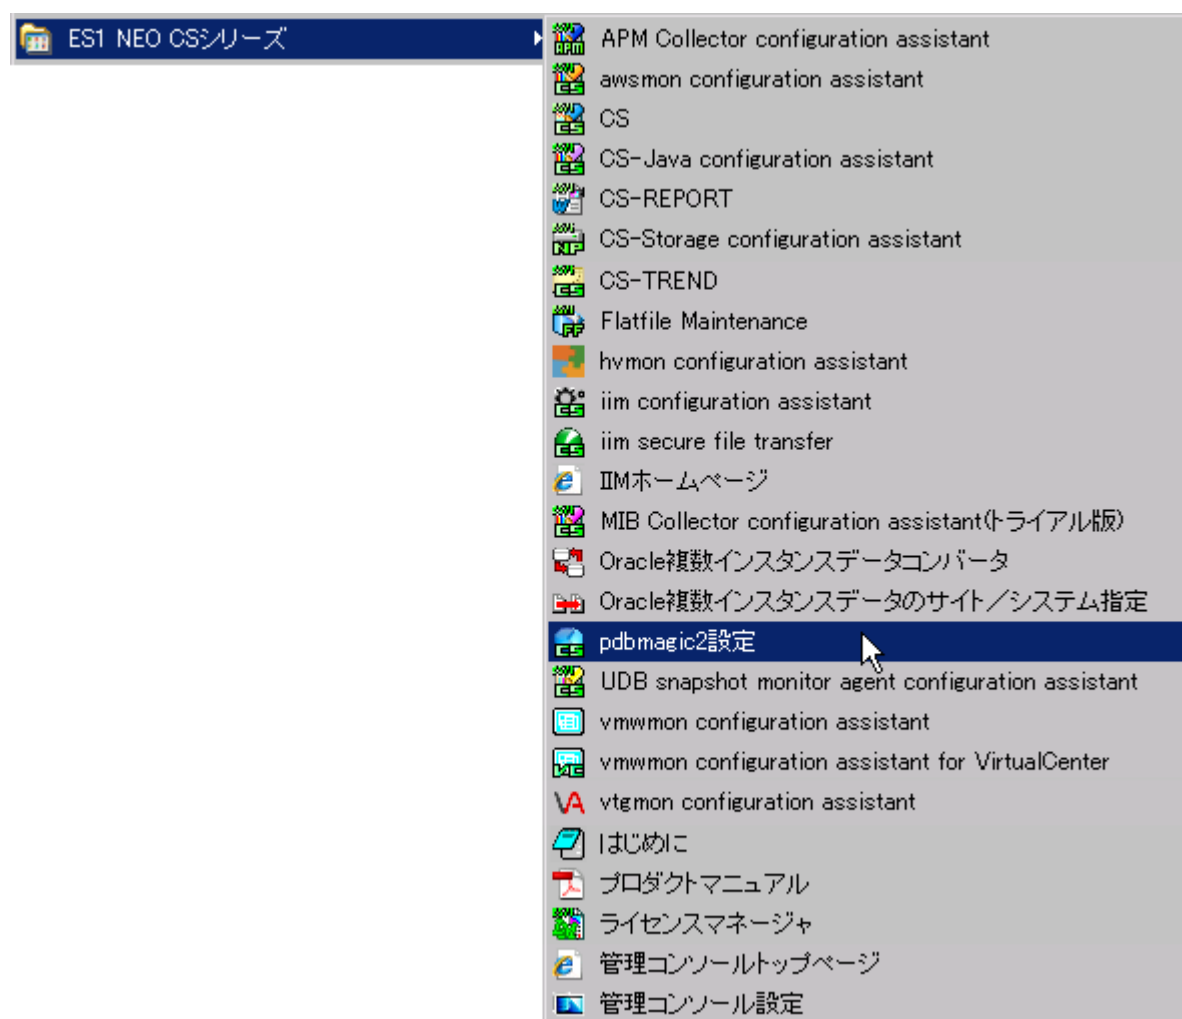 ES1 NEO CSシリーズ
APM Collector configuration assistant
awsmon configuration assistant
CS
CS-Java configuration assistant
CS-REPORT
CS-Storage configuration assistant
CS-TREND
Flatfile Maintenance
hvmon configuration assistant
iim configuration assistant
iim secure file transfer
IIMホームページ
MIB Collector configuration assistant(トライアル版)
Oracle複数インスタンスデータコンバータ
Oracle複数インスタンスデータのサイト／システム指定
pdbmagic2設定
UDB snapshot monitor agent configuration assistant
vmwmon configuration assistant
vmwmon configuration assistant for VirtualCenter
vtgmon configuration assistant
はじめに
プロダクトマニュアル
ライセンスマネージャ
管理コンソールトップページ
管理コンソール設定